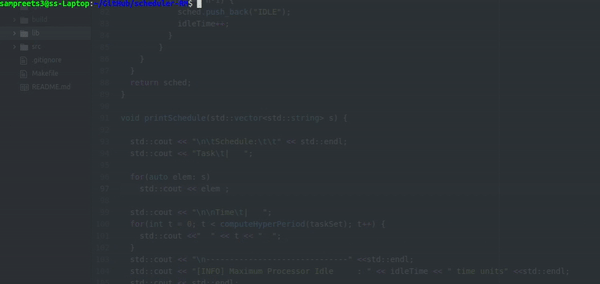 sampreets3@ss-Laptop:~/GitHub/xcheduler-RM$
sched.push_back("IDLE");
idleTime++;
}
}
}
}
return sched;
}
build
lib
src
.gitignore
Makefile
README.md
void printSchedule(std::vector<std::string> s) {
std::cout << "\n\tSchedule:\t\t" << std::endl;
std::cout << "Task\t|   ";
for(auto elem: s)
std::cout << elem ;
std::cout << "\n\nTime\t|   ";
for(int t = 0; t < computeHyperPeriod(taskSet); t++) {
std::cout <<"  " << t << "  ";
}
std::cout << "\n-----------------------------" <<std::endl;
std::cout << "[INFO] Maximum Processor Idle     : " << idleTime << " time units" <<std::endl;
std::cout << std::endl